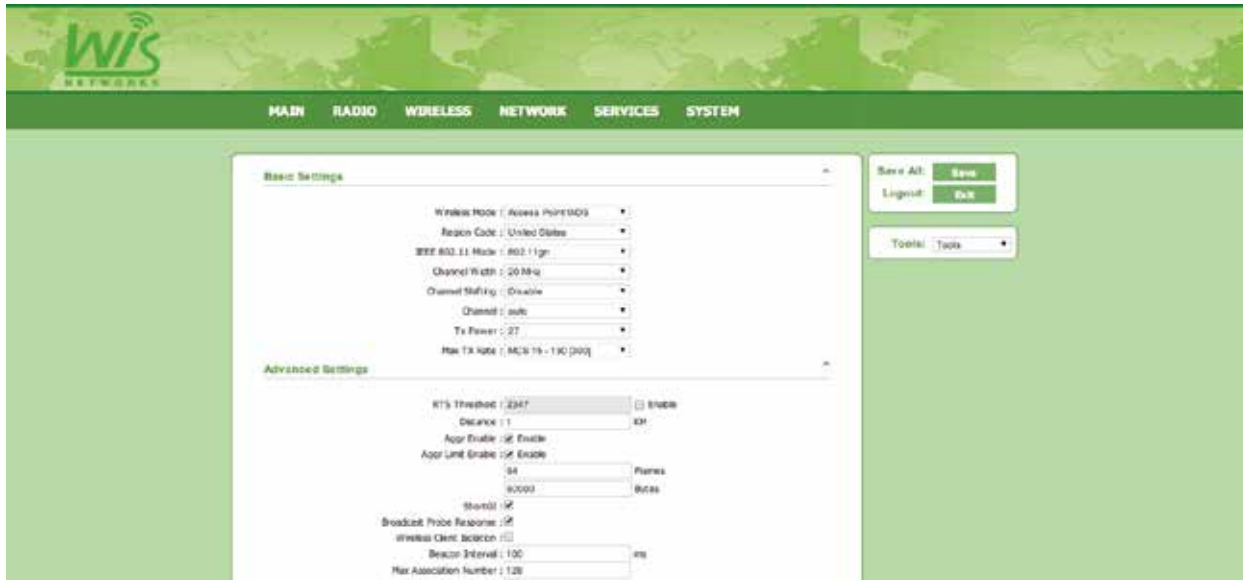 WiS
NETWORKS
MAIN RADIO WIRELESS NETWORK SERVICES SYSTEM
Basic Settings
Wireless Mode : Access Point WDS
Region Code : United States
IEEE 802.11 Mode : 802.11gn
Channel Width : 20 MHz
Channel Shifting : Disable
Channel : auto
Tx Power : 27
Max TX Rate : MCS 15 - 130 [300]
Advanced Settings
RTS Threshold : 2347 Enable
Distance : 1 KM
Aggr Enable : Enable
Aggr Limit Enable : Enable
Frames
Bytes
ShortGI :
Broadcast Probe Response :
Wireless Client Isolation :
Beacon Interval : 100 ms
Max Association Number : 128
Save All: Save
Logout: Exit
Tools: Tools